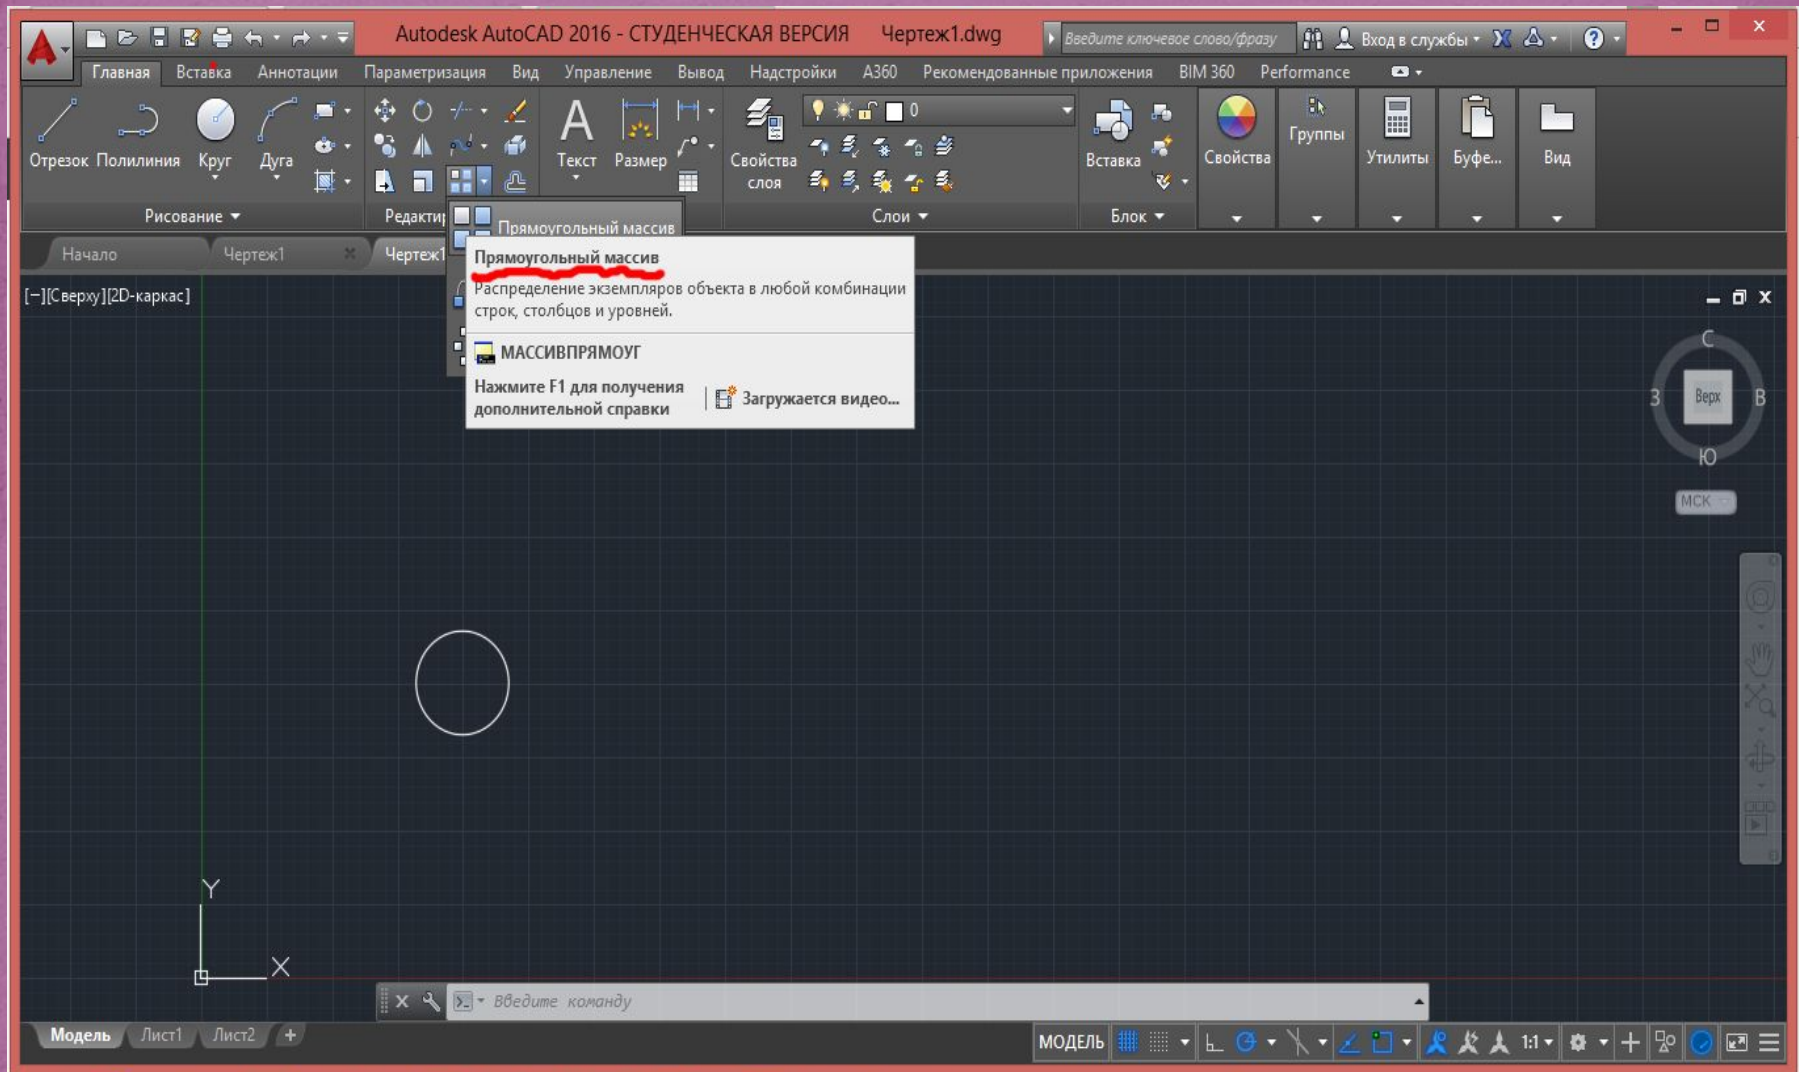 Autodesk AutoCAD 2016 - СТУДЕНЧЕСКАЯ ВЕРСИЯ Чертеж1.dwg
Введите ключевое слово/фразу
Вход в службы
Главная Вставка Аннотации Параметризация Вид Управление Вывод Надстройки A360 Рекомендованные приложения BIM 360 Performance
0
Отрезок Полилиния Круг Дуга
Текст Размер
Свойства слоя
Вставка
Свойства
Группы
Утилиты
Буфе...
Вид
Рисование
Редактир
Слои
Блок
Прямоугольный массив
Начало Чертеж1 Чертеж1
Прямоугольный массив
Распределение экземпляров объекта в любой комбинации
строк, столбцов и уровней.
МАССИВПРЯМОУГ
Нажмите F1 для получения
дополнительной справки
Загружается видео...
[−][Сверху][2D-каркас]
С
З Верх В
Ю
МСК
Y
X
Введите команду
Модель Лист1 Лист2 +
МОДЕЛЬ
1:1